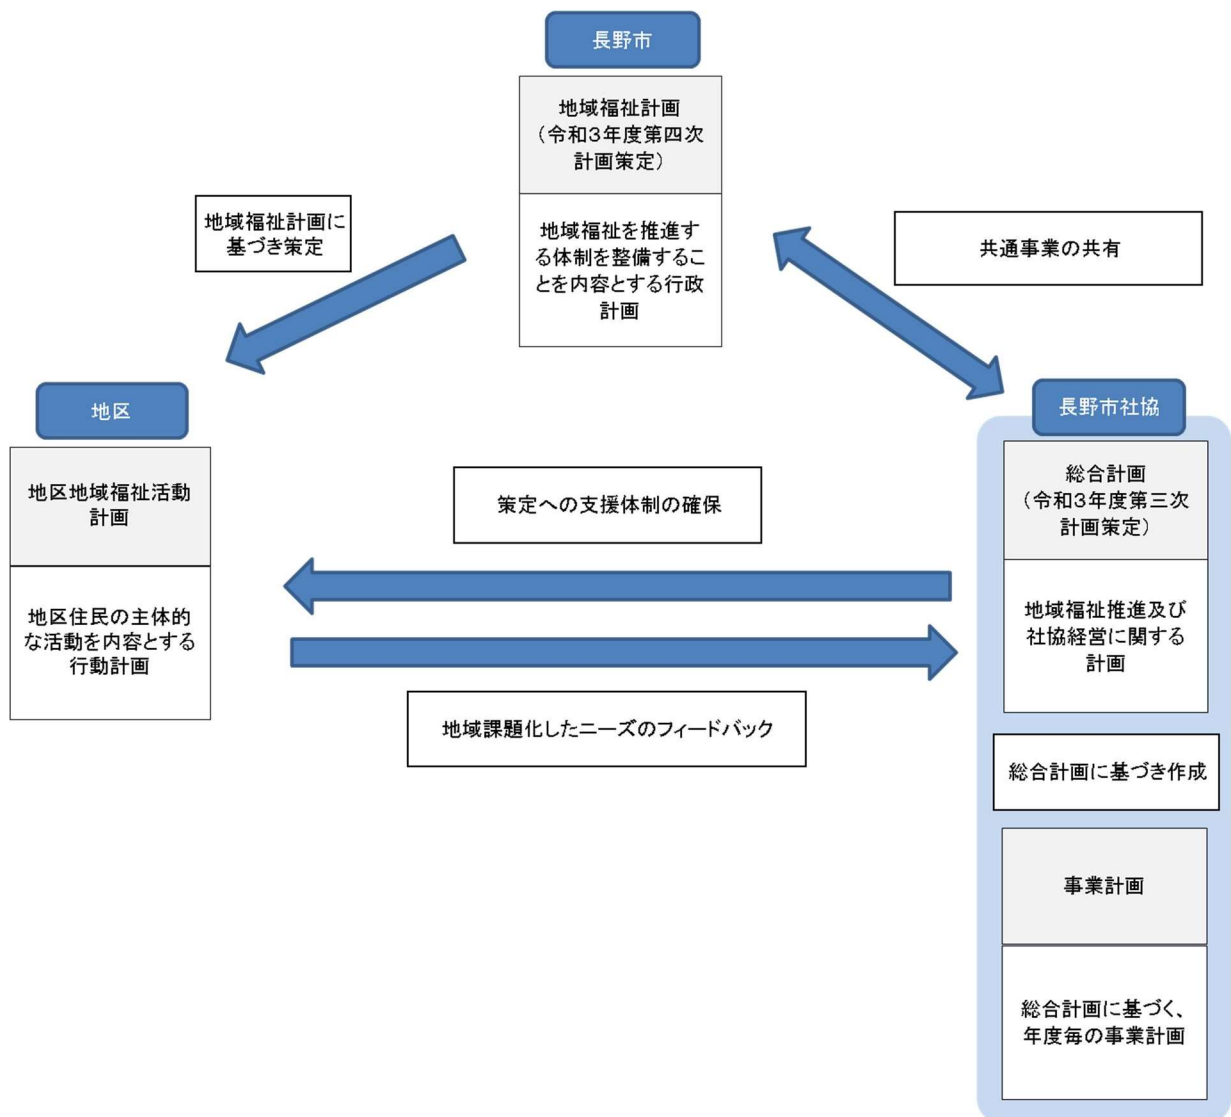 長野市
地域福祉計画
（令和３年度第四次
計画策定）
地域福祉を推進す
る体制を整備するこ
とを内容とする行政
計画
地域福祉計画に
基づき策定
共通事業の共有
地区
地区地域福祉活動
計画
地区住民の主体的
な活動を内容とする
行動計画
策定への支援体制の確保
地域課題化したニーズのフィードバック
長野市社協
総合計画
（令和３年度第三次
計画策定）
地域福祉推進及び
社協経営に関する
計画
総合計画に基づき作成
事業計画
総合計画に基づく、
年度毎の事業計画